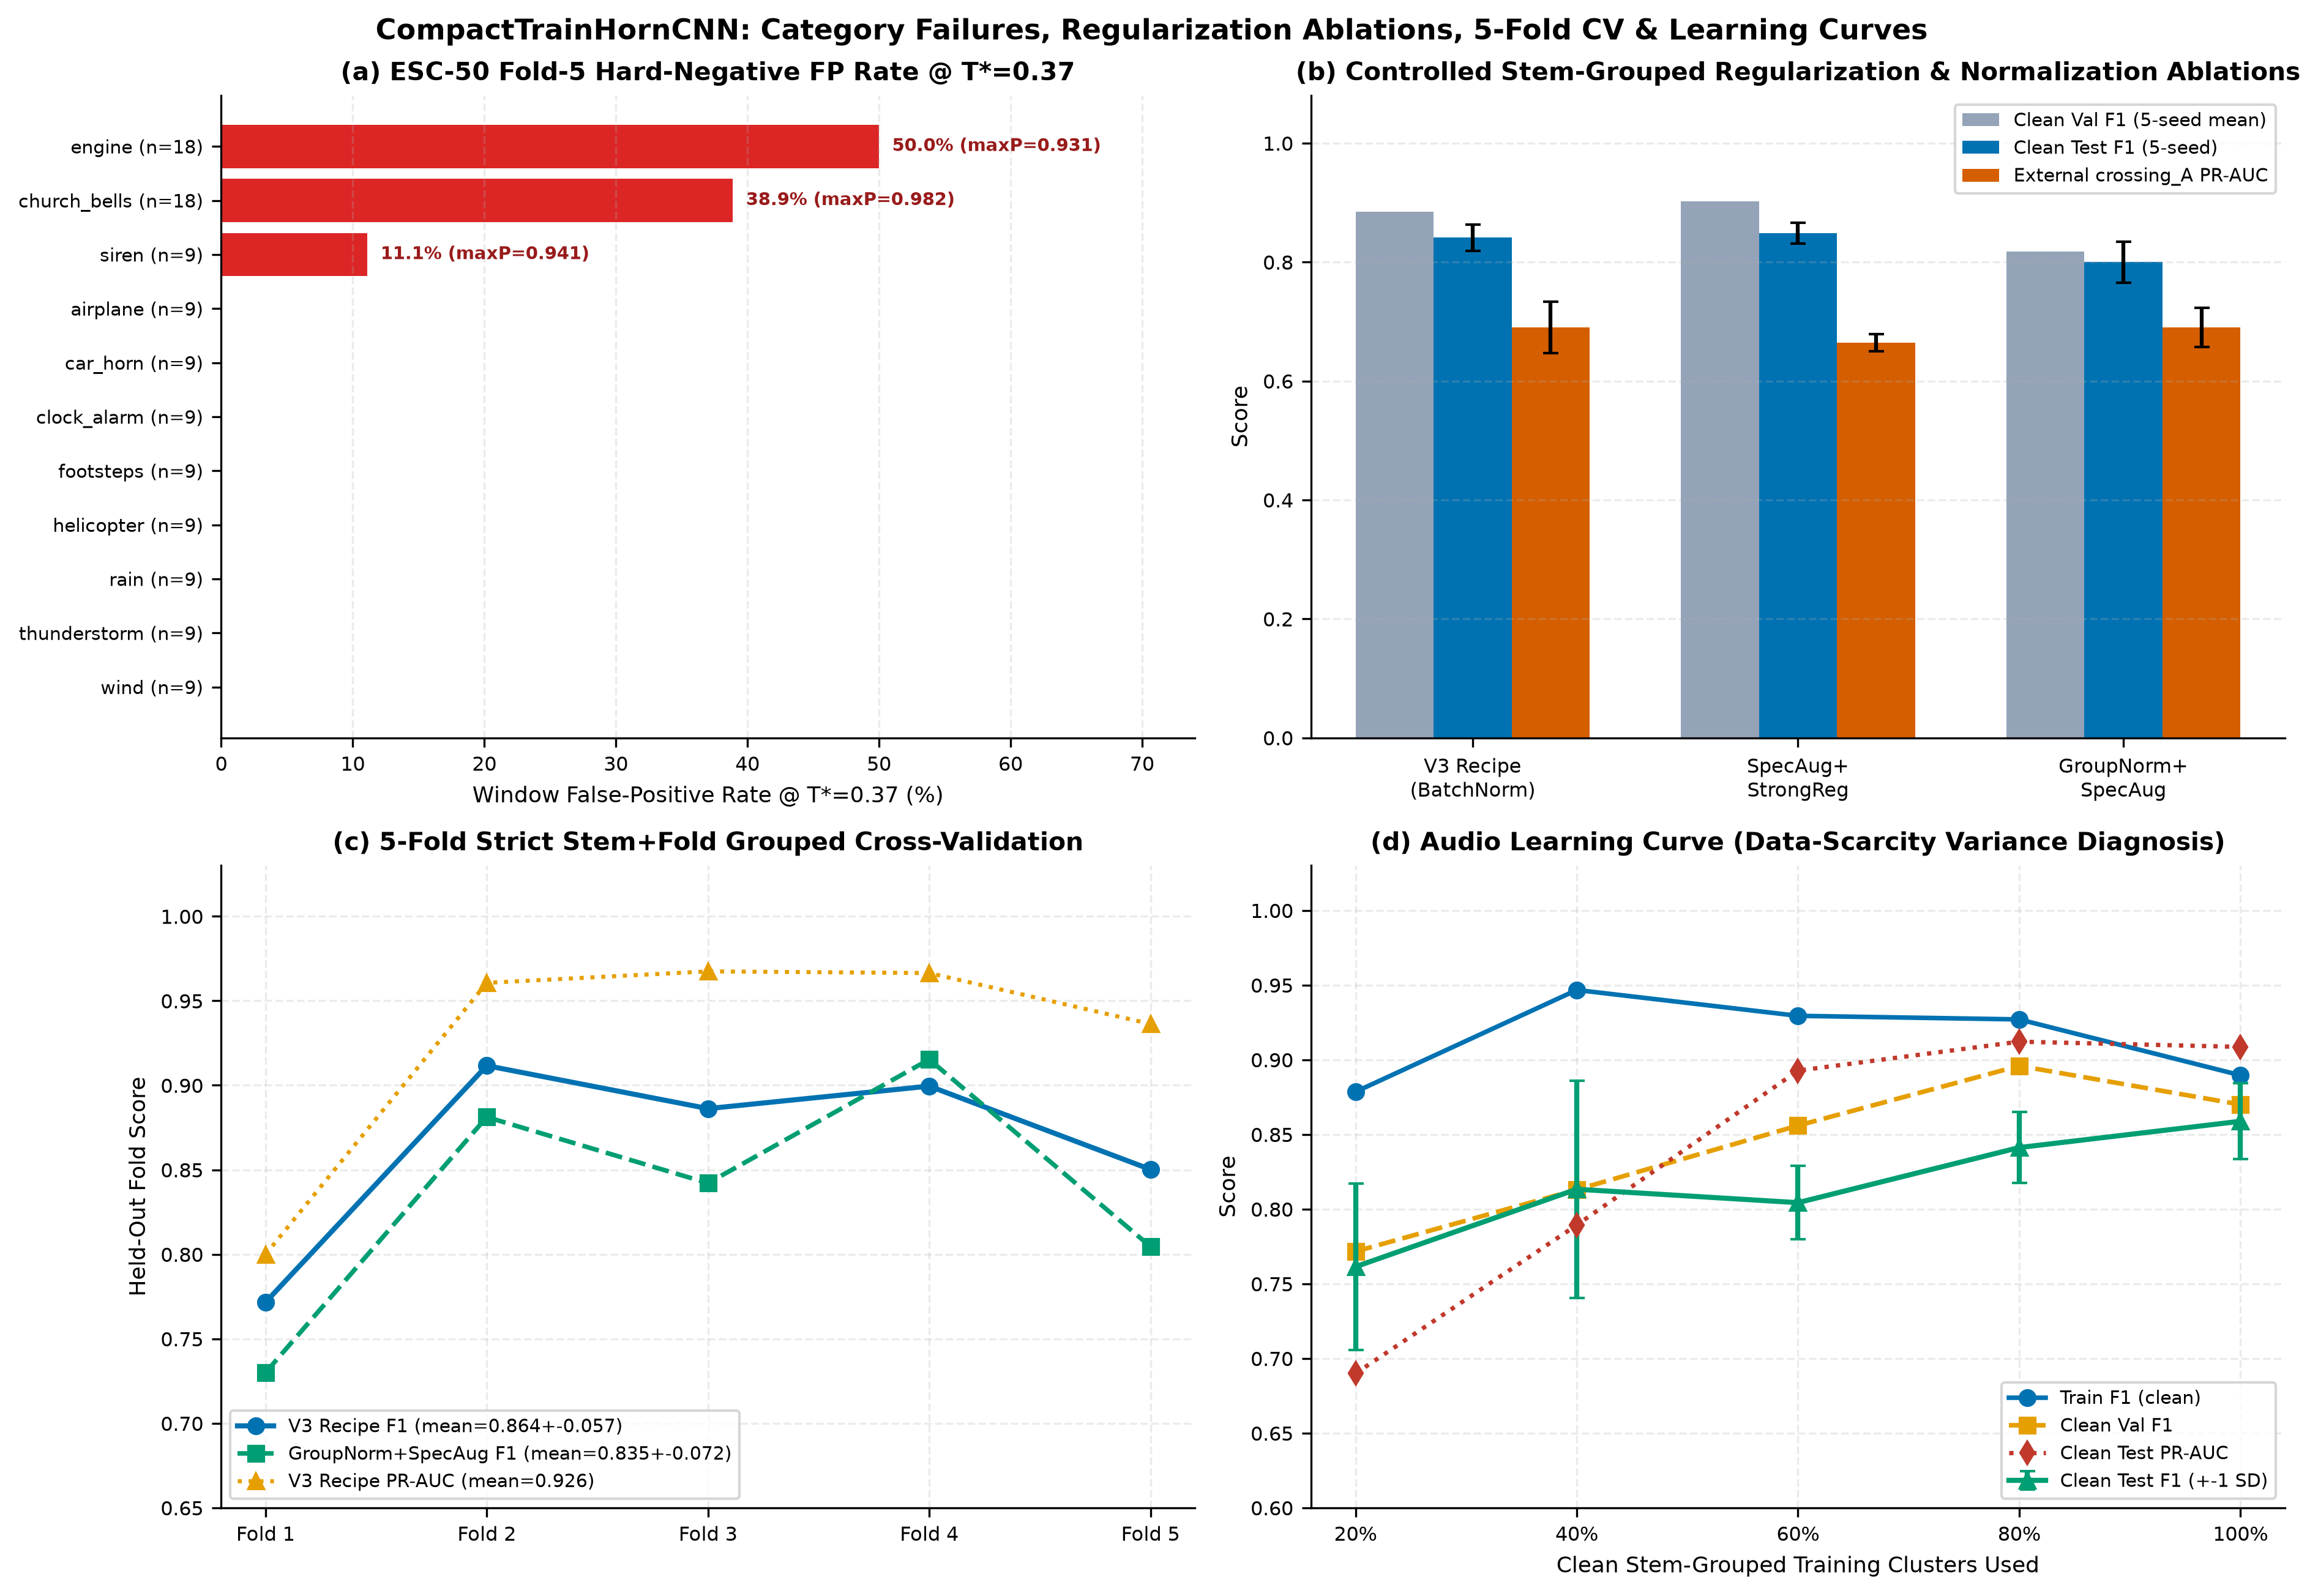 CompactTrainHornCNN: Category Failures, Regularization Ablations, 5-Fold CV & Learning Curves
(a) ESC-50 Fold-5 Hard-Negative FP Rate @ T*=0.37
engine (n=18)
50.0% (maxP=0.931)
church_bells (n=18)
38.9% (maxP=0.982)
siren (n=9)
11.1% (maxP=0.941)
airplane (n=9)
car_horn (n=9)
clock_alarm (n=9)
footsteps (n=9)
helicopter (n=9)
rain (n=9)
thunderstorm (n=9)
wind (n=9)
0 10 20 30 40 50 60 70
Window False-Positive Rate @ T*=0.37 (%)
(b) Controlled Stem-Grouped Regularization & Normalization Ablations
Clean Val F1 (5-seed mean)
Clean Test F1 (5-seed)
External crossing_A PR-AUC
1.0
0.8
0.6
0.4
0.2
0.0
Score
V3 Recipe
(BatchNorm)
SpecAug+
StrongReg
GroupNorm+
SpecAug
(c) 5-Fold Strict Stem+Fold Grouped Cross-Validation
1.00
0.95
0.90
0.85
0.80
0.75
0.70
0.65
Held-Out Fold Score
V3 Recipe F1 (mean=0.864+-0.057)
GroupNorm+SpecAug F1 (mean=0.835+-0.072)
V3 Recipe PR-AUC (mean=0.926)
Fold 1 Fold 2 Fold 3 Fold 4 Fold 5
(d) Audio Learning Curve (Data-Scarcity Variance Diagnosis)
1.00
0.95
0.90
0.85
0.80
0.75
0.70
0.65
0.60
Score
Train F1 (clean)
Clean Val F1
Clean Test PR-AUC
Clean Test F1 (+-1 SD)
20% 40% 60% 80% 100%
Clean Stem-Grouped Training Clusters Used